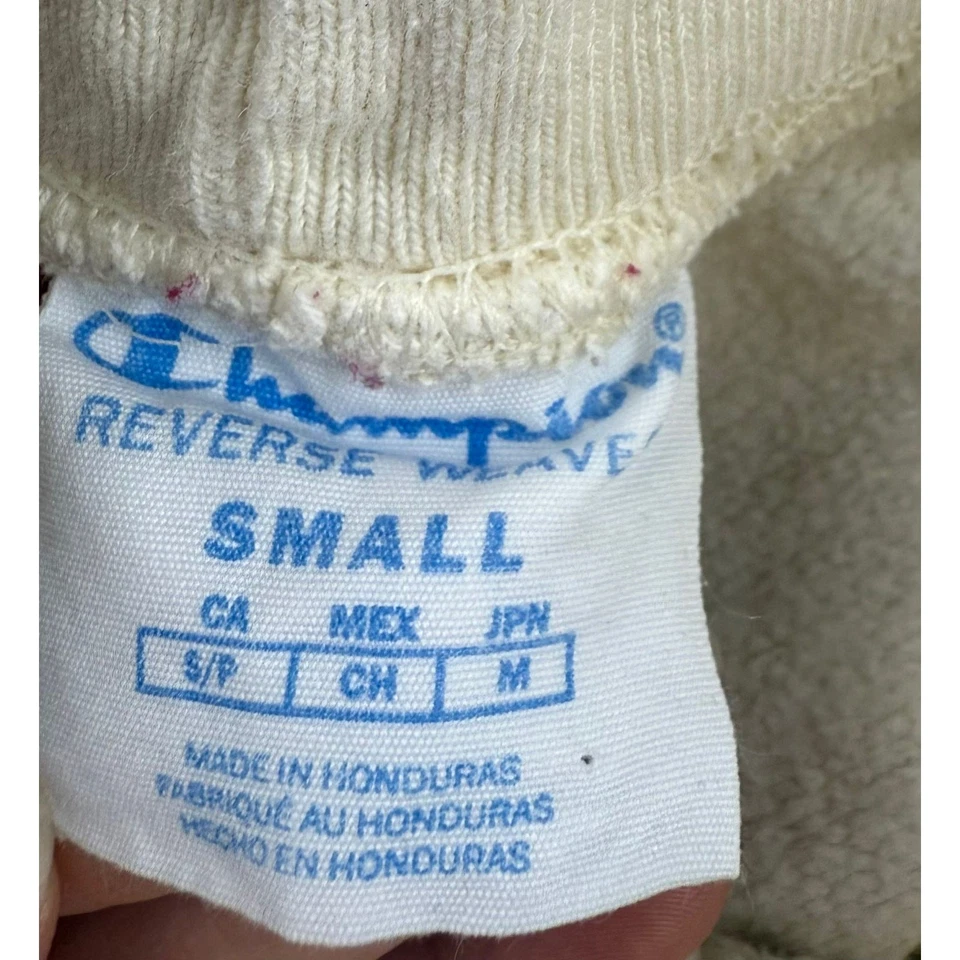 Champion®
REVERSE WEAVE
SMALL
CA MEX JPN
S/P CH M
MADE IN HONDURAS
FABRIQUÉ AU HONDURAS
HECHO EN HONDURAS